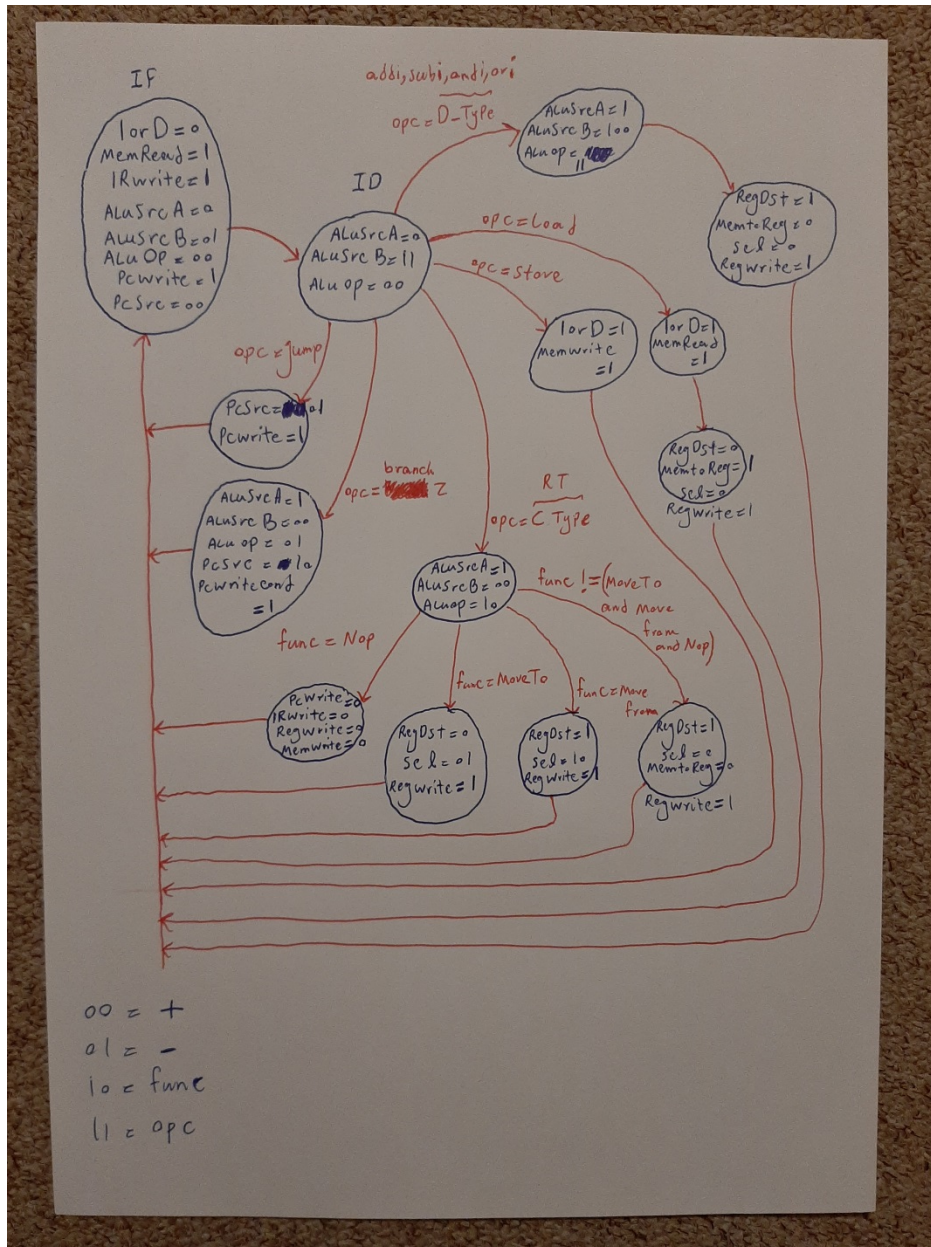 IF
IorD = 0
MemRead = 1
IRwrite = 1
ALuSrc A = 0
ALuSrc B = 01
ALu Op = 00
PcWrite = 1
PcSrc = 00
ID
ALuSrcA = 0
ALuSrc B = 11
ALu op = 00
addi, subi, andi, ori
opc = D-Type
ALuSrcA = 1
ALuSrc B = 100
ALu op =
11
RegDst = 1
MemtoReg = 0
sel = 0
Regwrite = 1
opc = Load
opc = store
IorD = 1
Memwrite
= 1
IorD = 1
MemRead
= 1
RegDst = 0
MemtoReg = 1
sel = 0
Regwrite = 1
opc = jump
PcSrc = 01
Pcwrite = 1
branch
opc = Z
ALuSrcA = 1
ALuSrc B = 00
ALu op = 01
PcSrc = 10
Pcwritecond
= 1
RT
opc = C Type
ALuSrcA = 1
ALuSrcB = 00
ALuop = 10
func != (MoveTo
and Move
from
and Nop)
func = Nop
func = MoveTo
func = Move
from
PcWrite = 0
IRwrite = 0
Regwrite = 0
MemWrite = 0
RegDst = 0
sel = 01
Regwrite = 1
RegDst = 1
sel = 10
Regwrite = 1
RegDst = 1
sel = 0
MemtoReg = 0
Regwrite = 1
00 = +
01 = -
10 = func
11 = opc